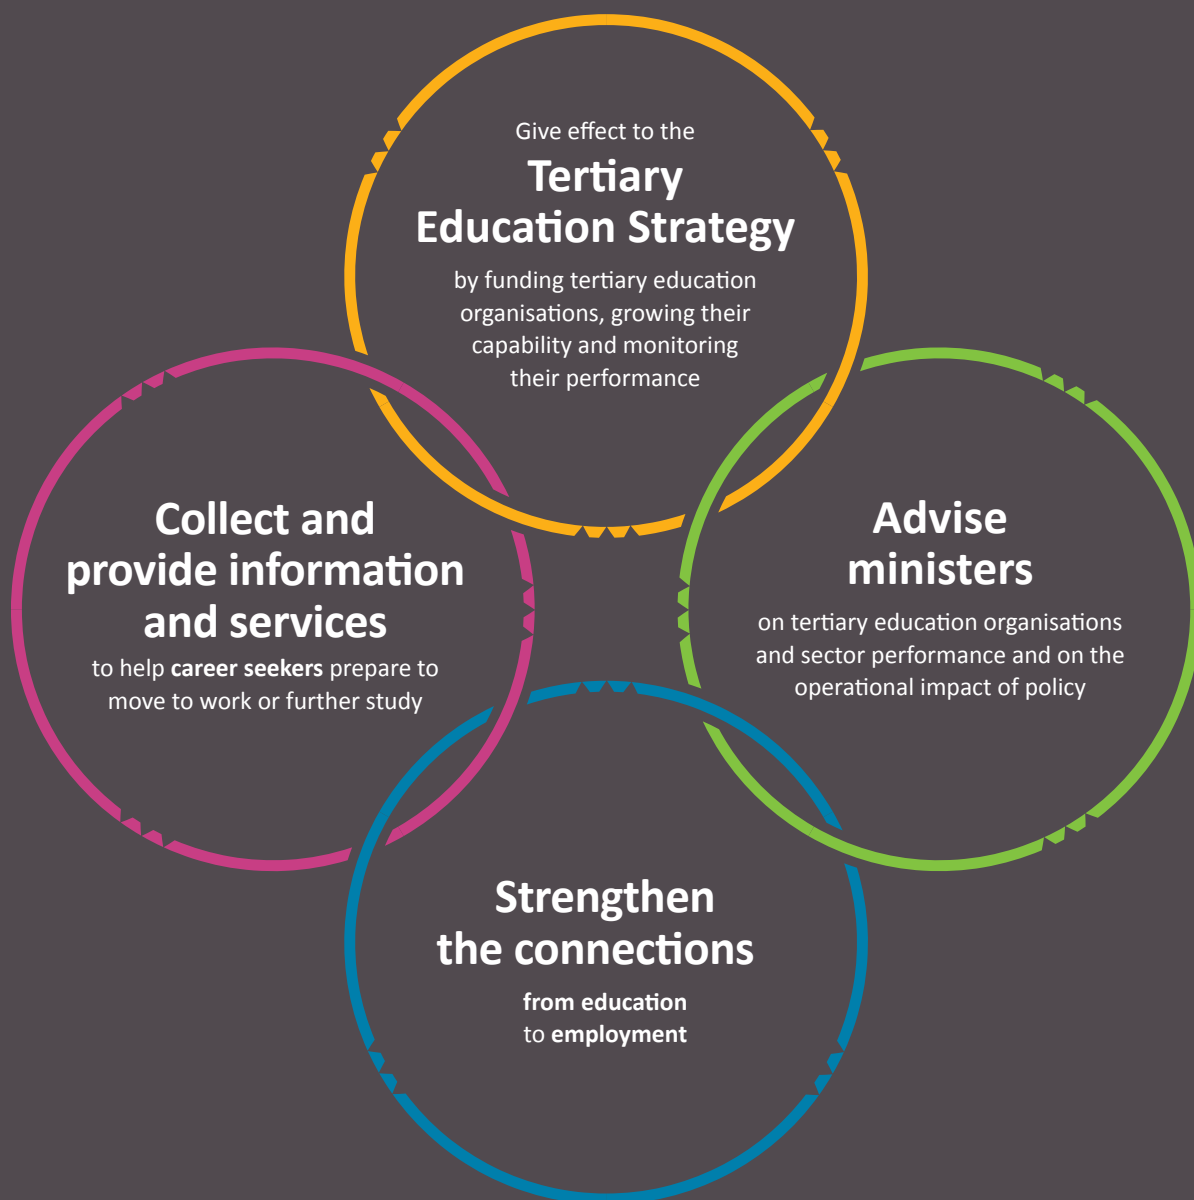 Give effect to the
Tertiary
Education Strategy
by funding tertiary education
organisations, growing their
capability and monitoring
their performance
Collect and
provide information
and services
to help career seekers prepare to
move to work or further study
Advise
ministers
on tertiary education organisations
and sector performance and on the
operational impact of policy
Strengthen
the connections
from education
to employment